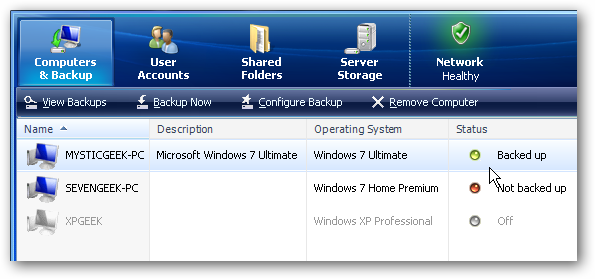 Computers & Backup
User Accounts
Shared Folders
Server Storage
Network
Healthy
View Backups Backup Now Configure Backup Remove Computer
Name Description Operating System Status
MYSTICGEEK-PC Microsoft Windows 7 Ultimate Windows 7 Ultimate Backed up
SEVENGEEK-PC Windows 7 Home Premium Not backed up
XPGEEK Windows XP Professional Off